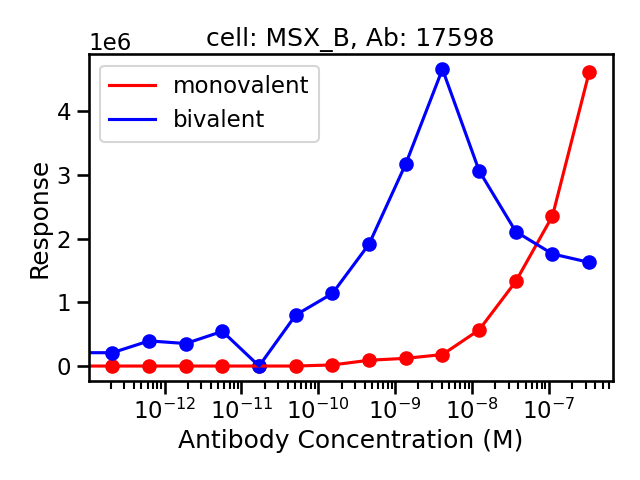 cell: MSX_B, Ab: 17598
1e6
monovalent
bivalent
4
3
2
1
0
Response
10⁻¹² 10⁻¹¹ 10⁻¹⁰ 10⁻⁹ 10⁻⁸ 10⁻⁷
Antibody Concentration (M)